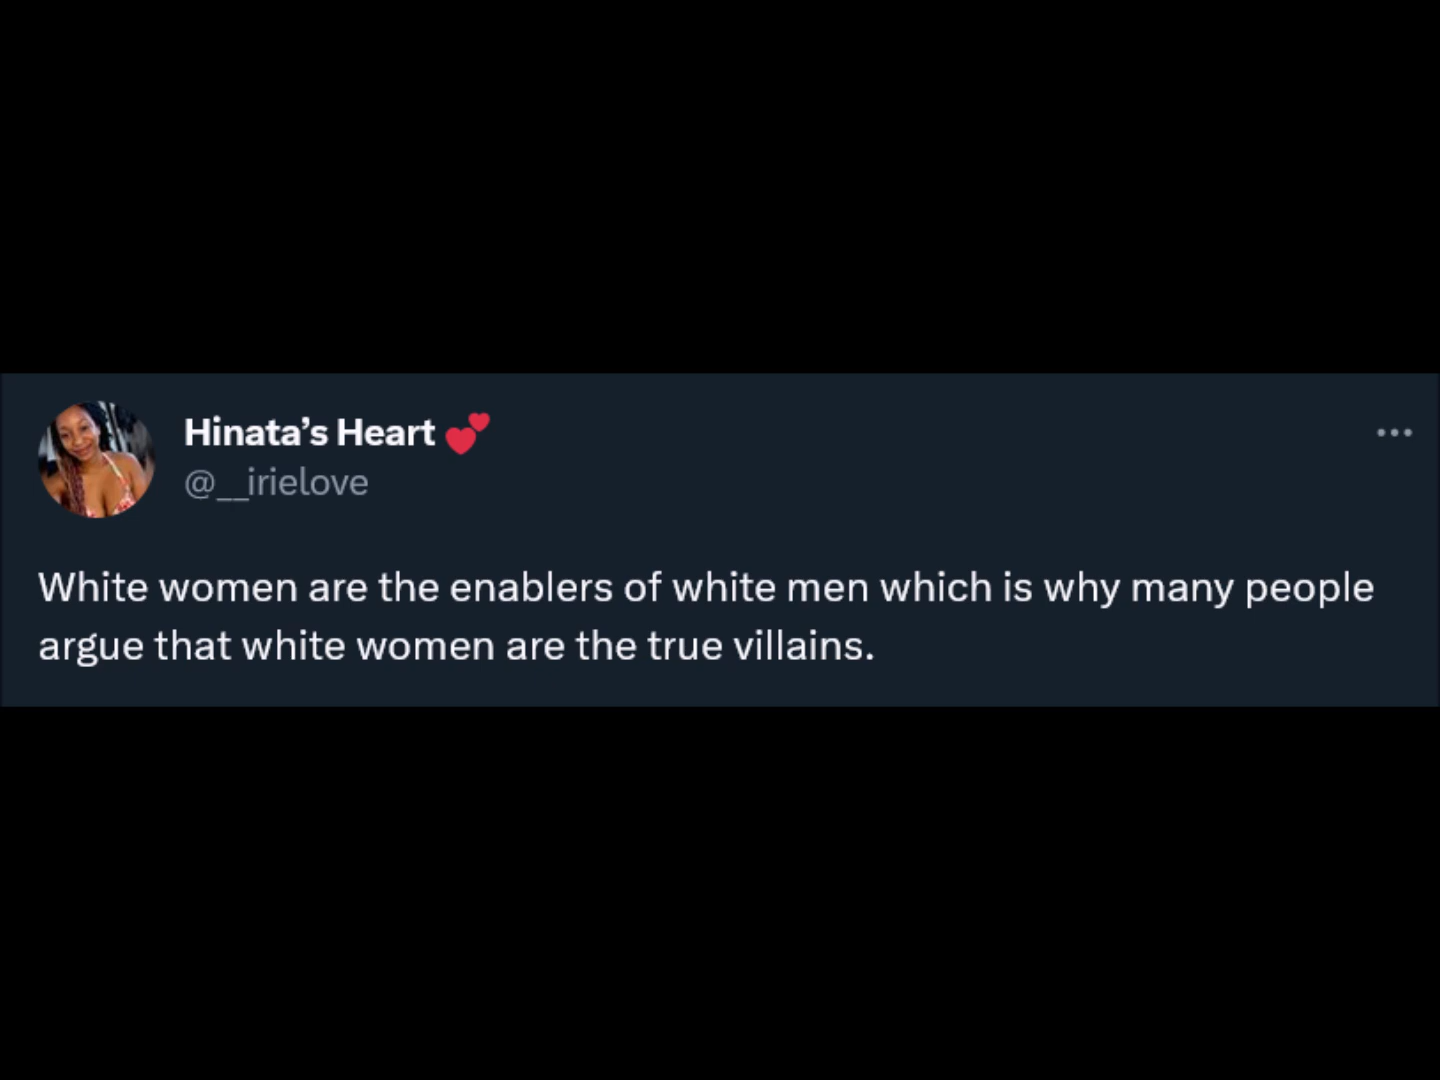 Hinata’s Heart 💕
@__irielove
White women are the enablers of white men which is why many people
argue that white women are the true villains.